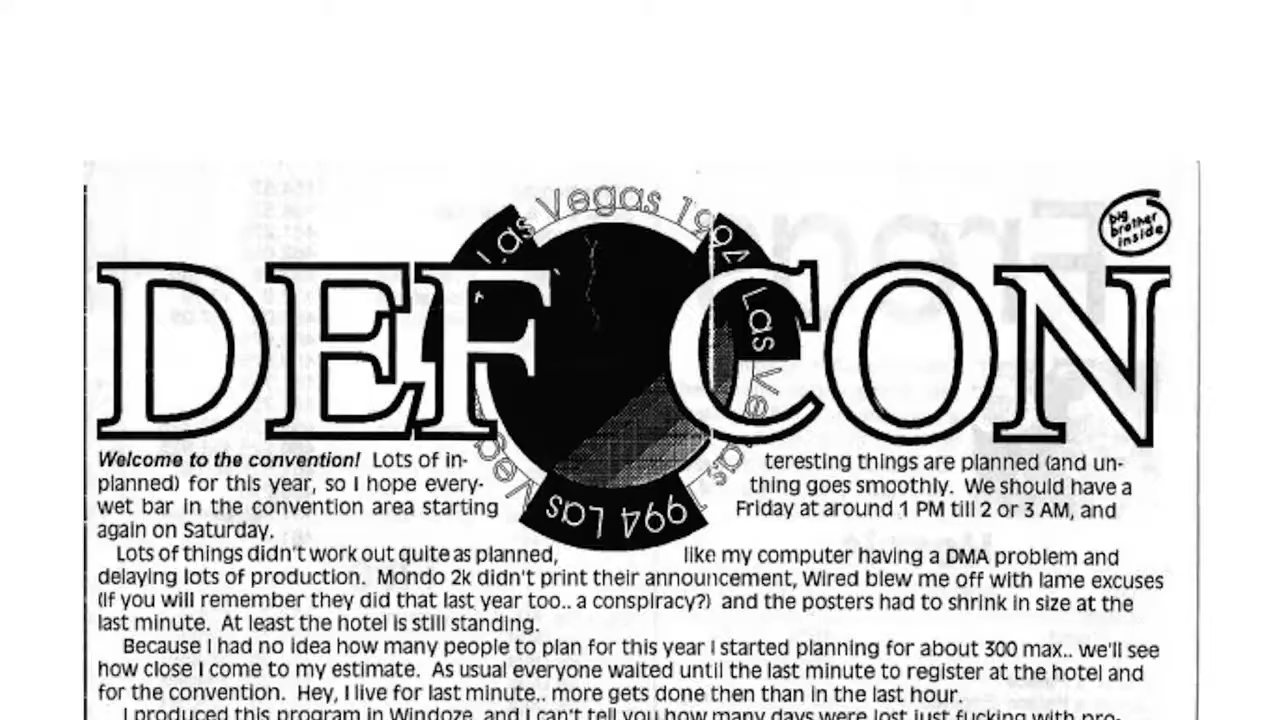 Las Vegas 1994 Las Vegas 1994 Las Vegas
big
brother
inside
DEF CON
Welcome to the convention! Lots of in- teresting things are planned (and un-
planned) for this year, so I hope every- thing goes smoothly. We should have a
wet bar in the convention area starting Friday at around 1 PM till 2 or 3 AM, and
again on Saturday.
Lots of things didn't work out quite as planned, like my computer having a DMA problem and
delaying lots of production. Mondo 2k didn't print their announcement, Wired blew me off with lame excuses
(If you will remember they did that last year too.. a conspiracy?) and the posters had to shrink in size at the
last minute. At least the hotel is still standing.
Because I had no idea how many people to plan for this year I started planning for about 300 max.. we'll see
how close I come to my estimate. As usual everyone waited until the last minute to register at the hotel and
for the convention. Hey, I live for last minute.. more gets done then than in the last hour.
I produced this program in Windoze, and I can't tell you how many days were lost just fucking with pro-